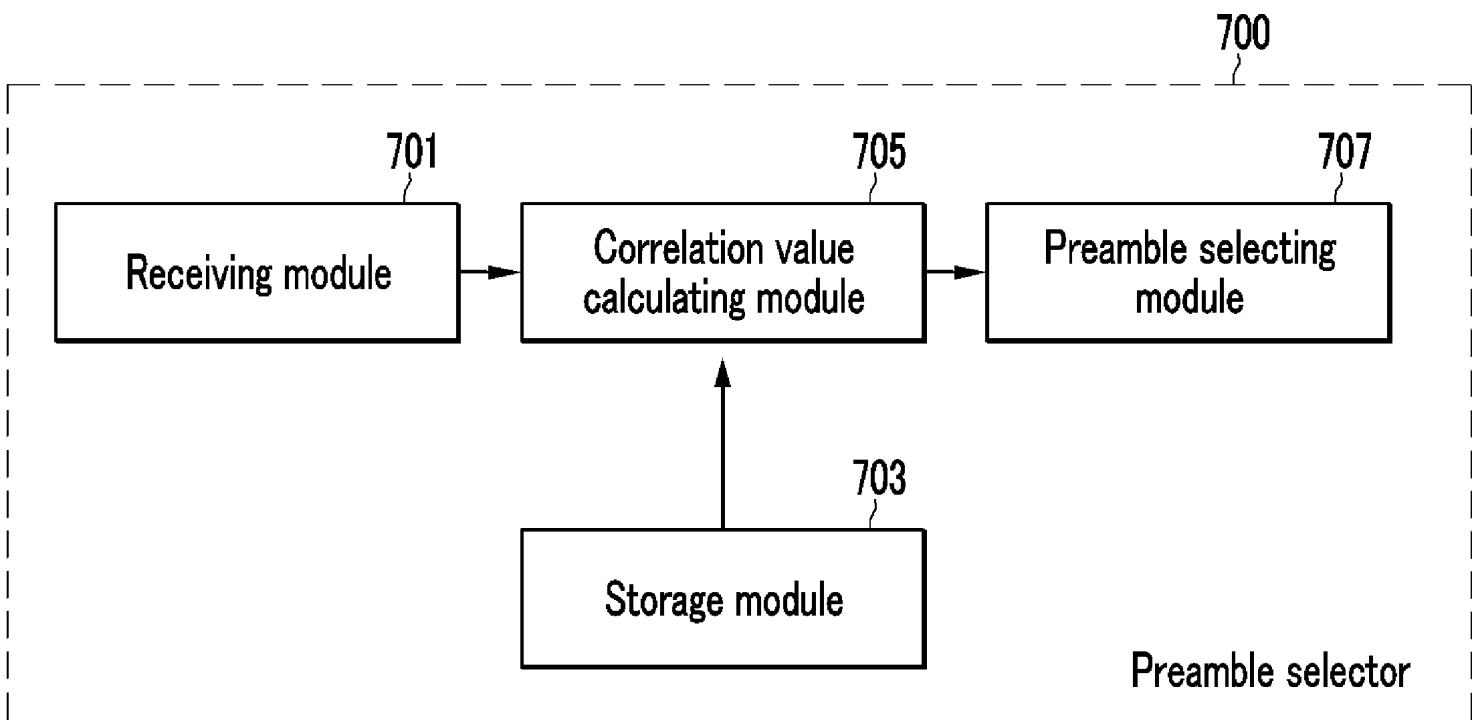 700
701
705
707
Receiving module
Correlation value
calculating module
Preamble selecting
module
703
Storage module
Preamble selector